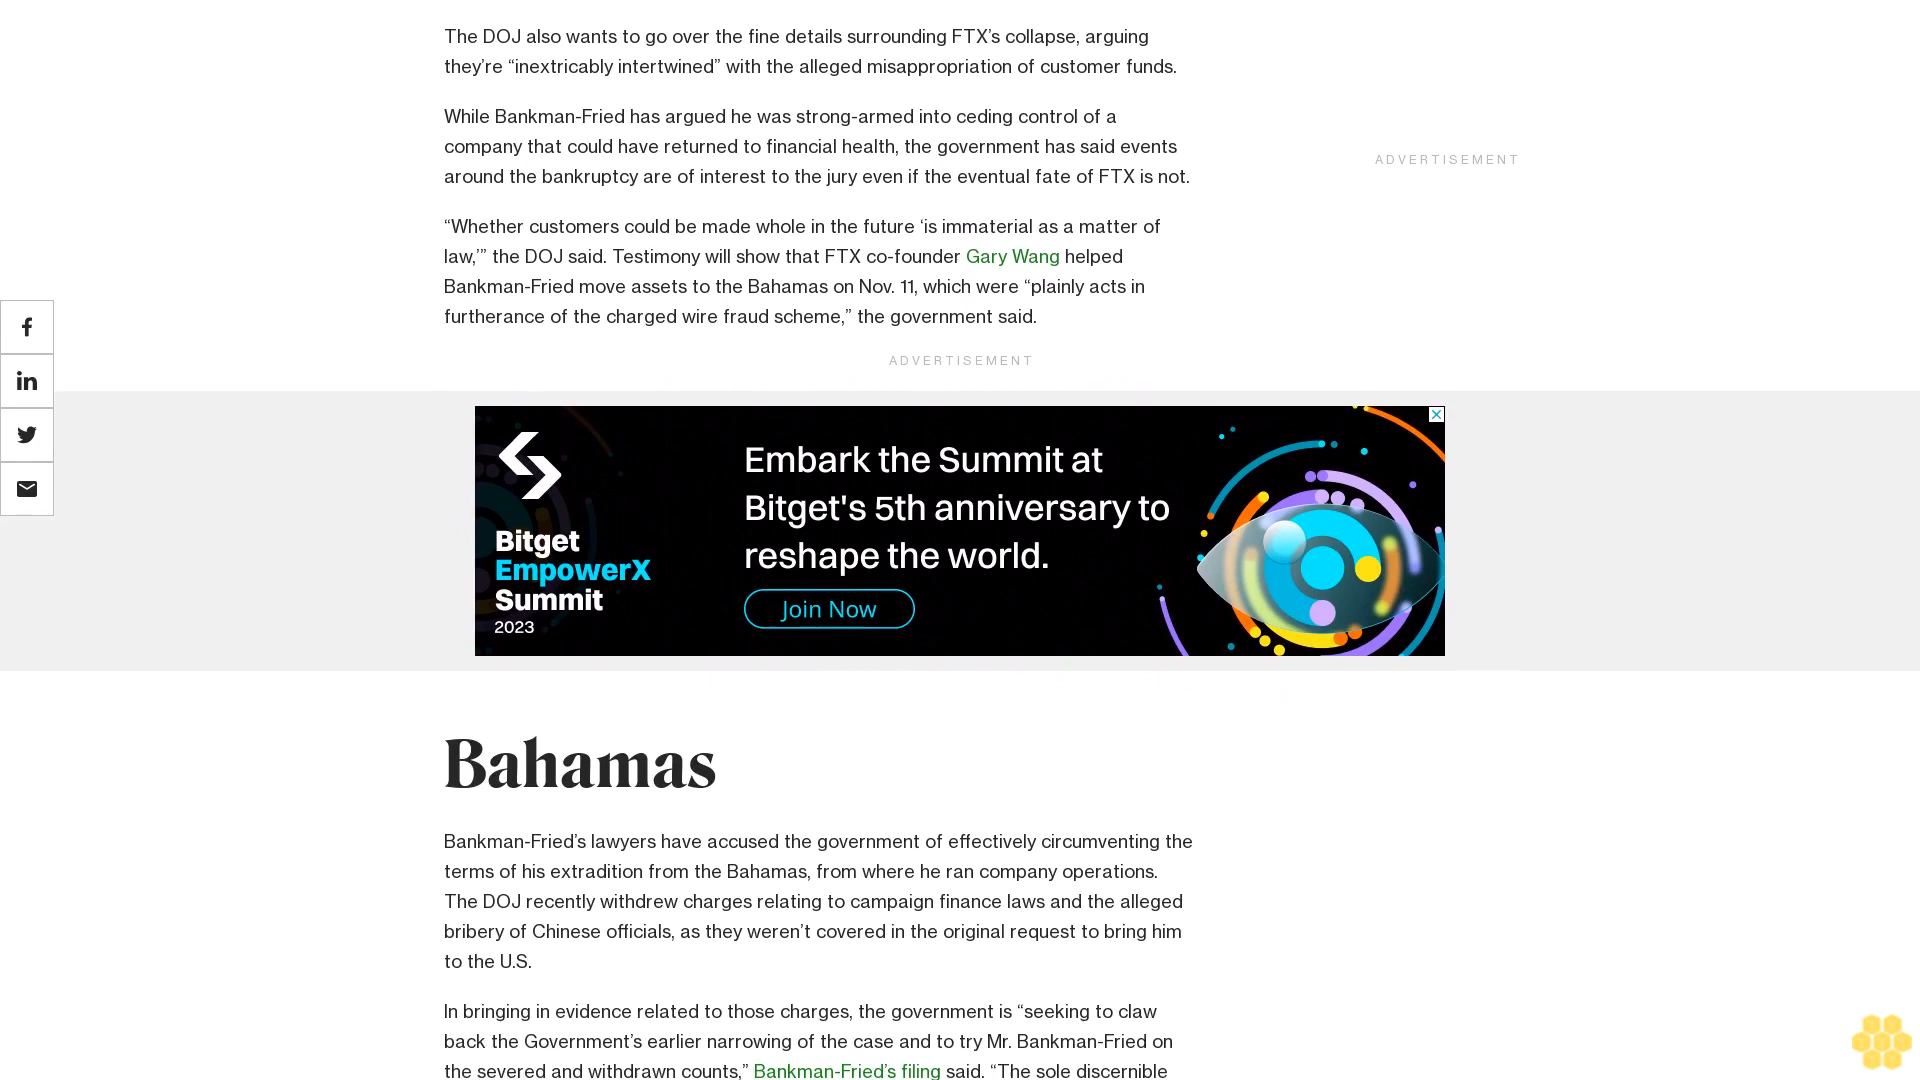 The DOJ also wants to go over the fine details surrounding FTX’s collapse, arguing
they’re “inextricably intertwined” with the alleged misappropriation of customer funds.
While Bankman-Fried has argued he was strong-armed into ceding control of a
company that could have returned to financial health, the government has said events
around the bankruptcy are of interest to the jury even if the eventual fate of FTX is not.
ADVERTISEMENT
“Whether customers could be made whole in the future ‘is immaterial as a matter of
law,’” the DOJ said. Testimony will show that FTX co-founder Gary Wang helped
Bankman-Fried move assets to the Bahamas on Nov. 11, which were “plainly acts in
furtherance of the charged wire fraud scheme,” the government said.
ADVERTISEMENT
Bitget
EmpowerX
Summit
2023
Embark the Summit at
Bitget's 5th anniversary to
reshape the world.
Join Now
Bahamas
Bankman-Fried’s lawyers have accused the government of effectively circumventing the
terms of his extradition from the Bahamas, from where he ran company operations.
The DOJ recently withdrew charges relating to campaign finance laws and the alleged
bribery of Chinese officials, as they weren’t covered in the original request to bring him
to the U.S.
In bringing in evidence related to those charges, the government is “seeking to claw
back the Government’s earlier narrowing of the case and to try Mr. Bankman-Fried on
the severed and withdrawn counts,” Bankman-Fried’s filing said. “The sole discernible